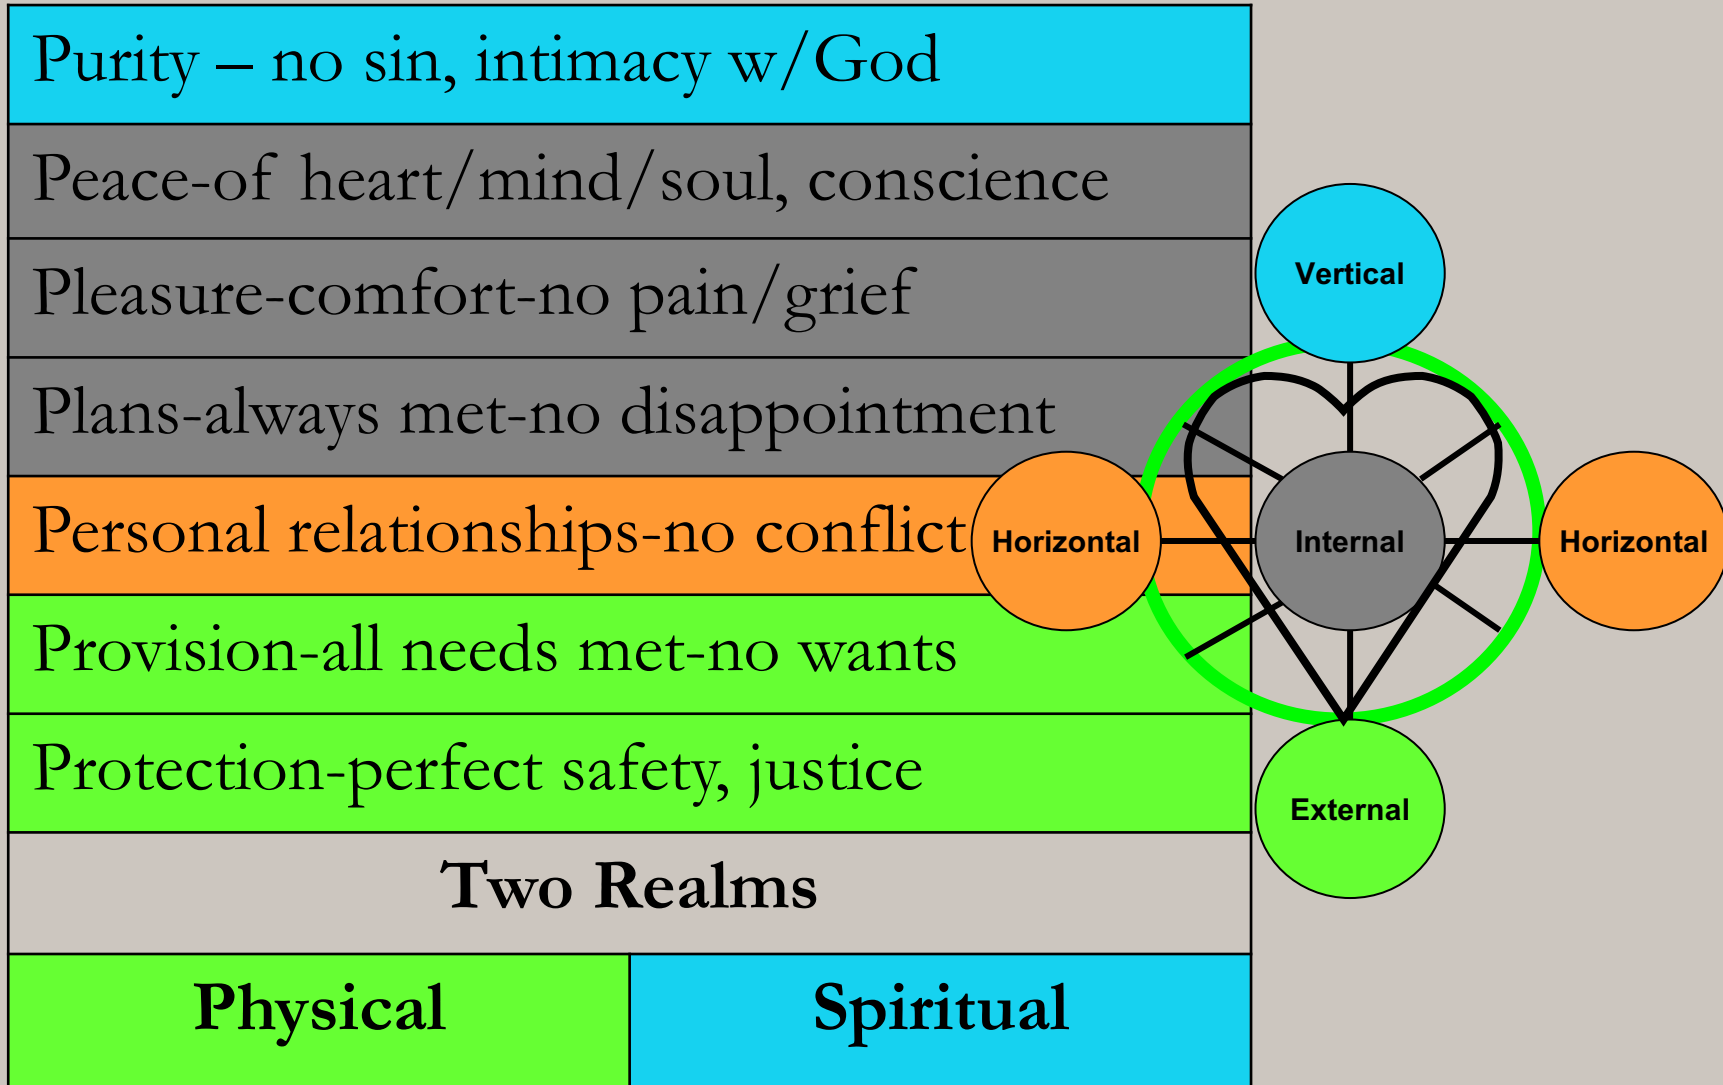 Purity – no sin, intimacy w/God
Peace-of heart/mind/soul, conscience
Pleasure-comfort-no pain/grief
Plans-always met-no disappointment
Personal relationships-no conflict
Provision-all needs met-no wants
Protection-perfect safety, justice
Two Realms
Physical
Spiritual
Vertical
Horizontal
Internal
Horizontal
External